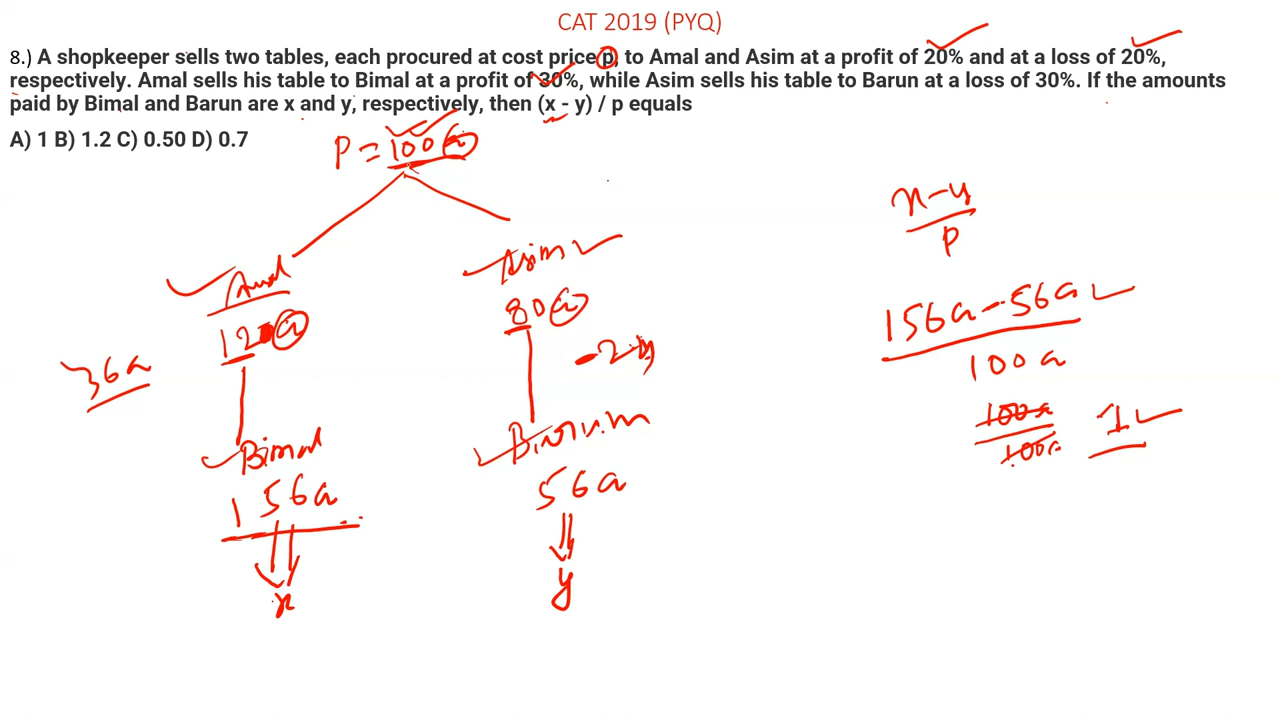 CAT 2019 (PYQ)
8.) A shopkeeper sells two tables, each procured at cost price p, to Amal and Asim at a profit of 20% and at a loss of 20%,
respectively. Amal sells his table to Bimal at a profit of 30%, while Asim sells his table to Barun at a loss of 30%. If the amounts
paid by Bimal and Barun are x and y, respectively, then (x - y) / p equals
A) 1 B) 1.2 C) 0.50 D) 0.7
P = 100a
x-y
p
Amal
Asim
120a
80a
156a - 56a
100a
36a
100a
100a
1
Bimal
156a
56a
x
y